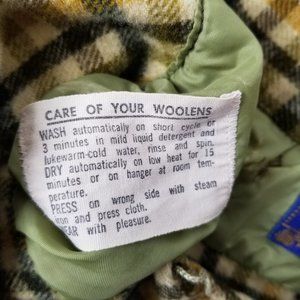 CARE OF YOUR WOOLENS
WASH automatically on short cycle or
3 minutes in mild liquid detergent and
lukewarm-cold water, rinse and spin.
DRY automatically on low heat for 15
minutes or on hanger at room tem-
perature.
PRESS on wrong side with steam
iron and press cloth.
WEAR with pleasure.